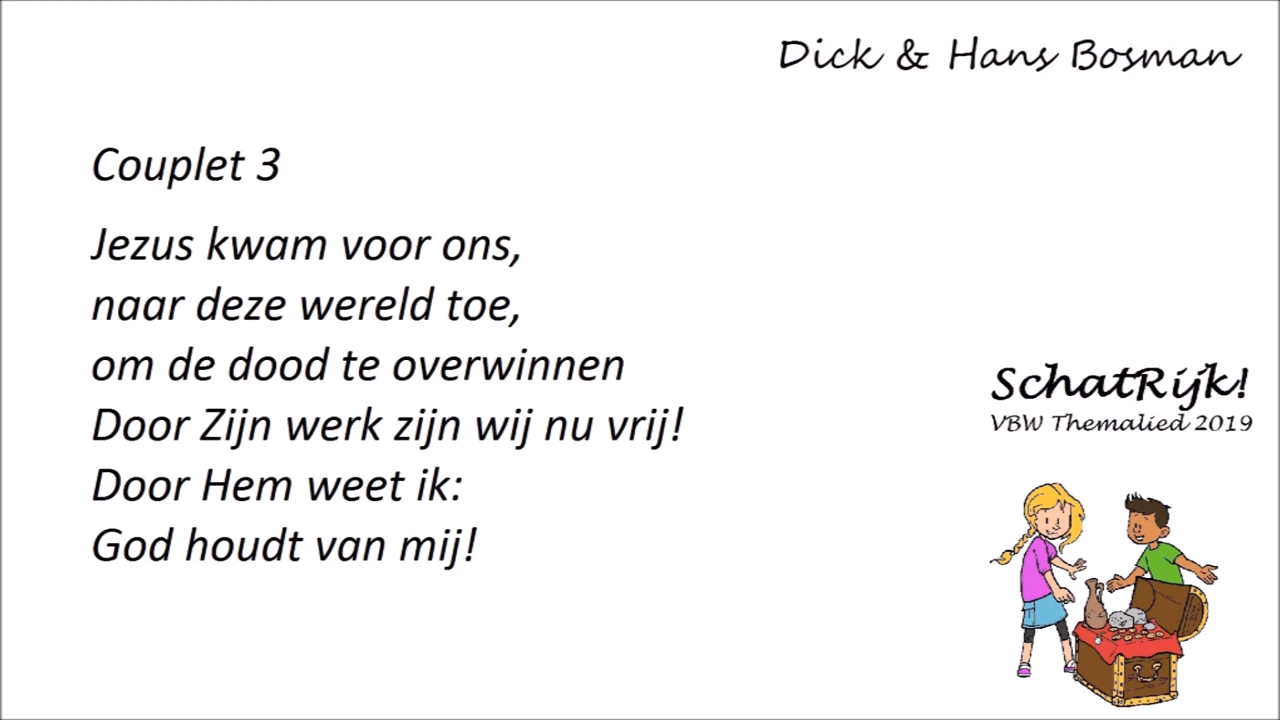 Dick & Hans Bosman
Couplet 3
Jezus kwam voor ons,
naar deze wereld toe,
om de dood te overwinnen
Door Zijn werk zijn wij nu vrij!
Door Hem weet ik:
God houdt van mij!
SchatRijk!
VBW Themalied 2019